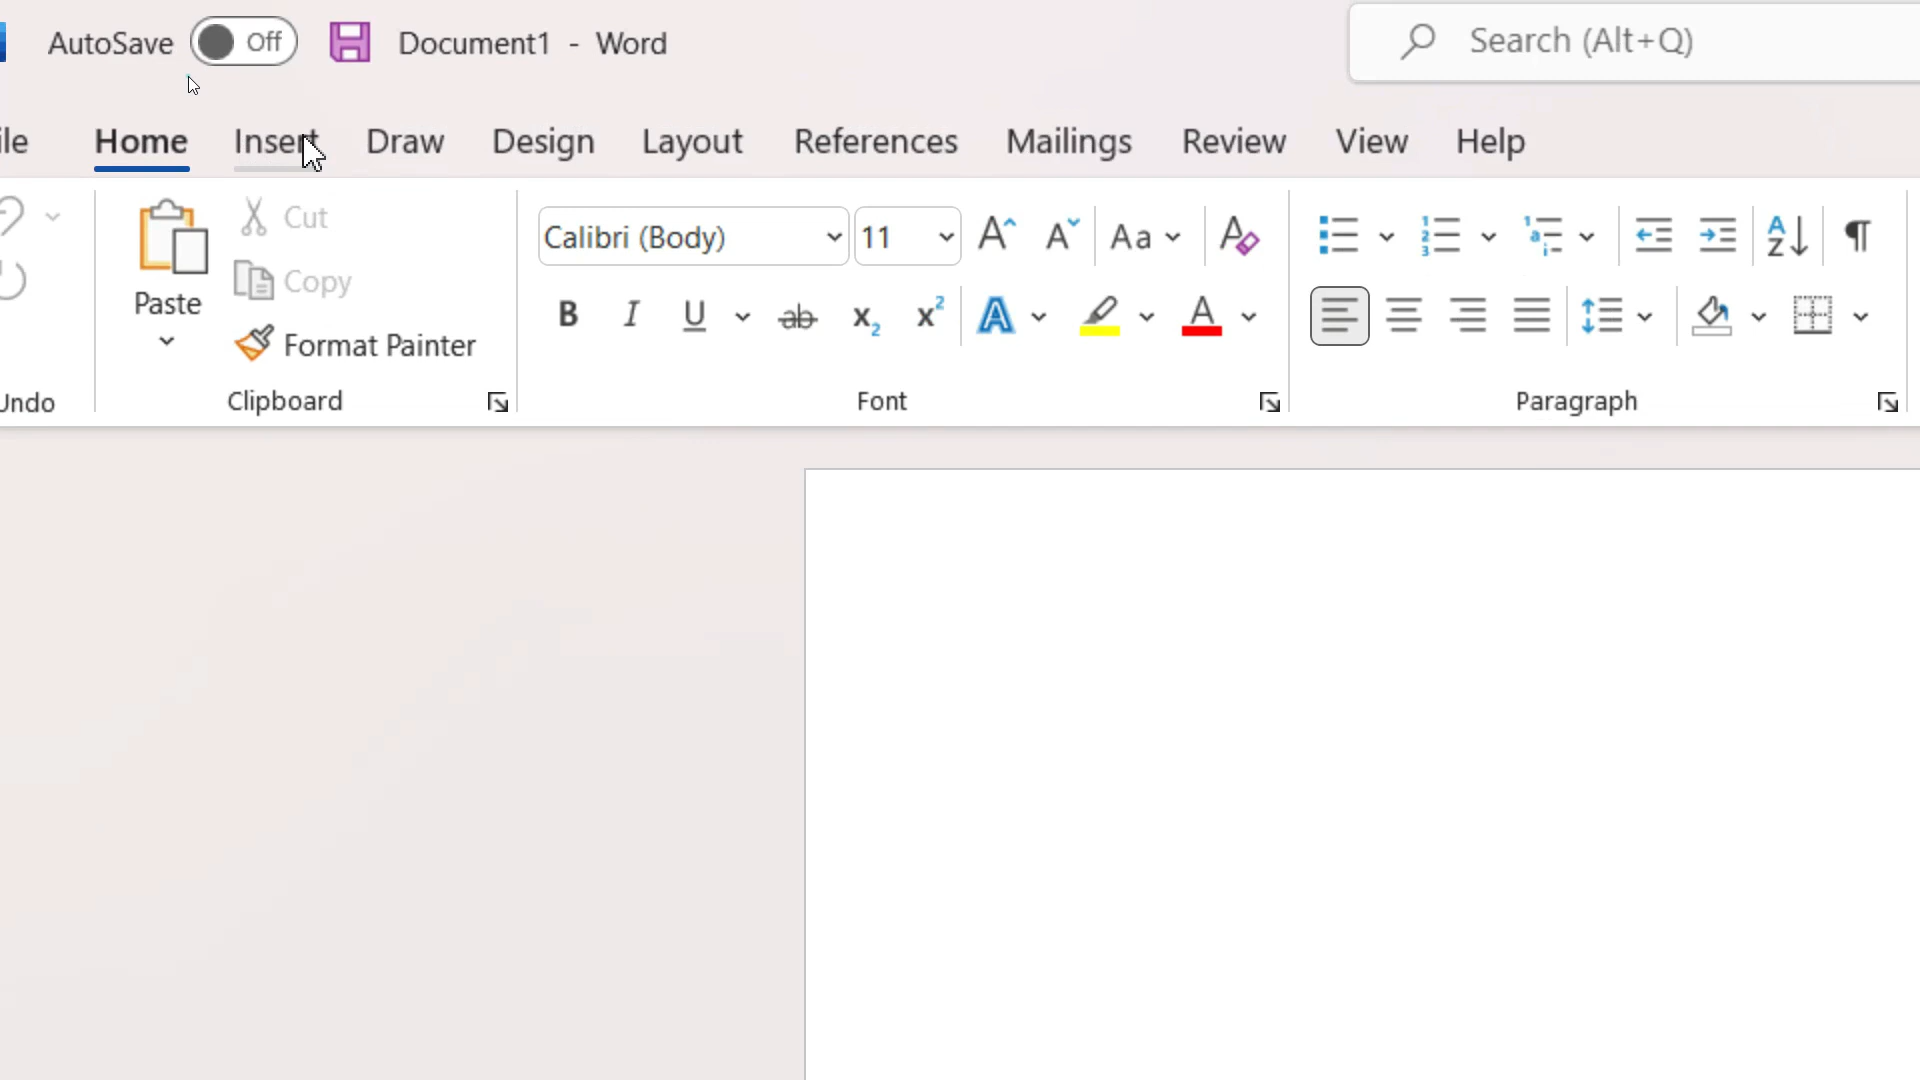 AutoSave Off Document1 - Word Search (Alt+Q)
ile Home Insert Draw Design Layout References Mailings Review View Help
Cut
Calibri (Body) 11 Aa
Copy
Paste
Format Painter
Undo Clipboard Font Paragraph